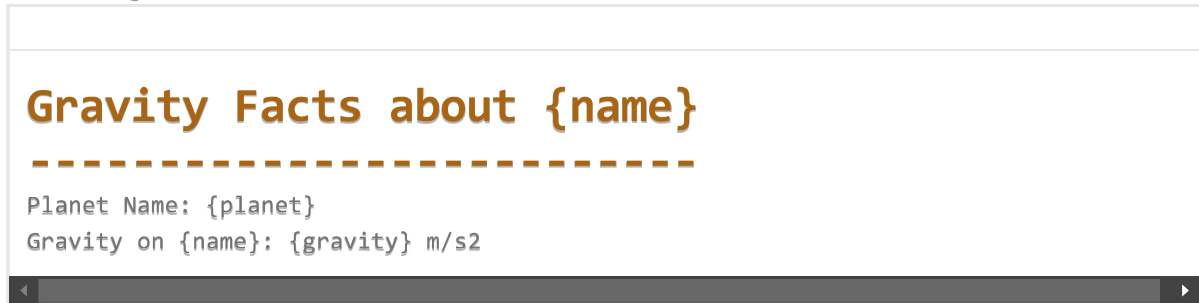 Gravity Facts about {name}
--------------------------
Planet Name: {planet}
Gravity on {name}: {gravity} m/s2